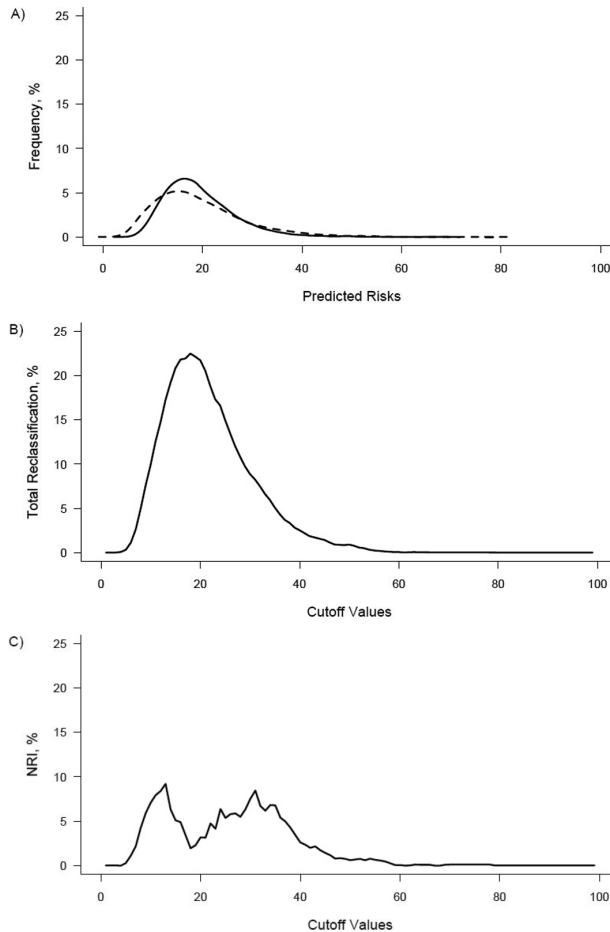 A)
25
20
15
10
5
0
Frequency, %
0 20 40 60 80 100
Predicted Risks
B)
25
20
15
10
5
0
Total Reclassification, %
0 20 40 60 80 100
Cutoff Values
C)
25
20
15
10
5
0
NRI, %
0 20 40 60 80 100
Cutoff Values